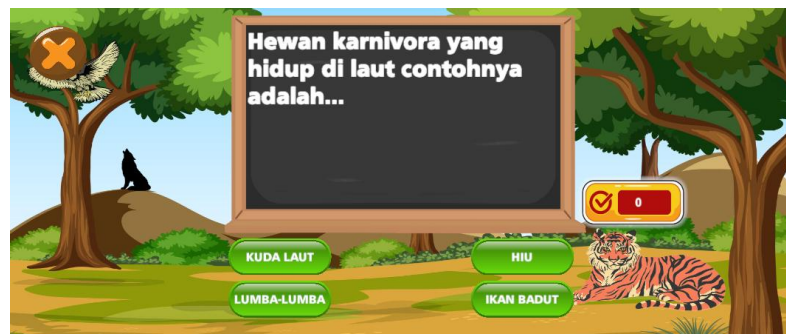 Hewan karnivora yang
hidup di laut contohnya
adalah...
0
KUDA LAUT
HIU
LUMBA-LUMBA
IKAN BADUT